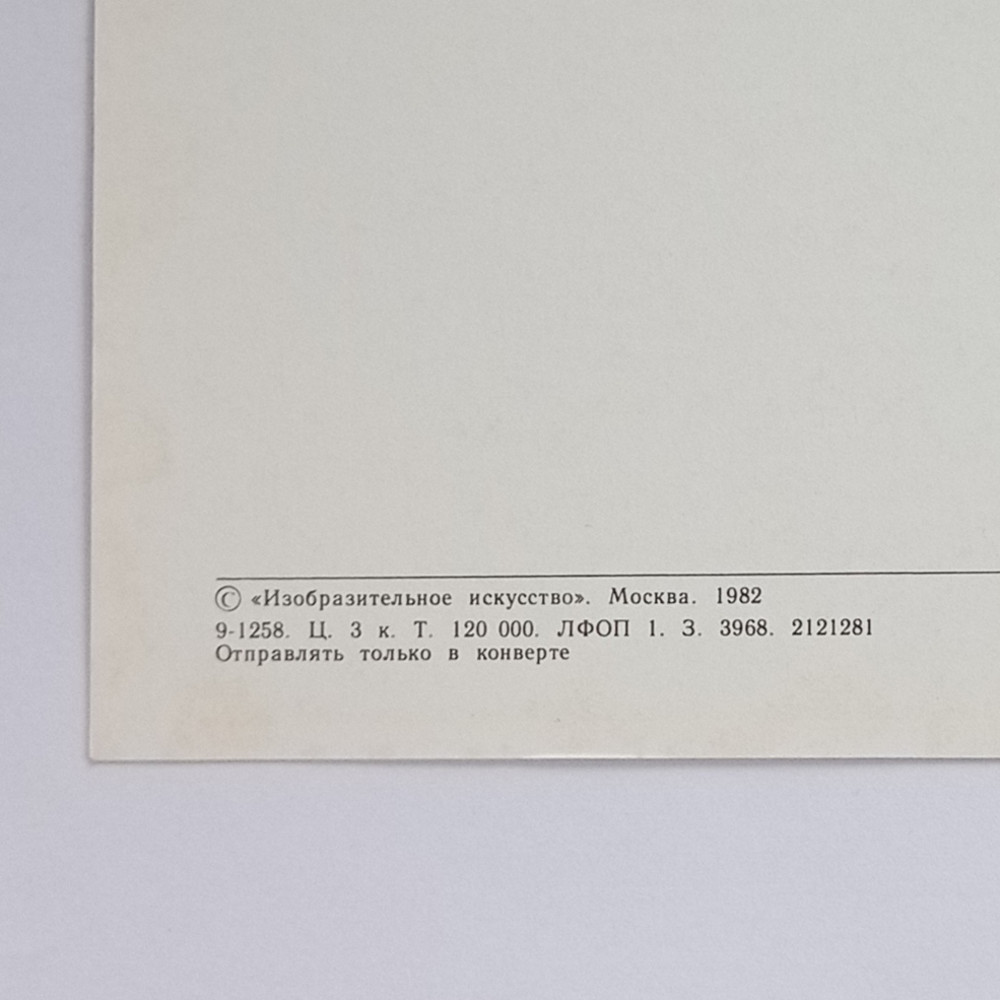 © «Изобразительное искусство». Москва. 1982
9-1258. Ц. 3 к. Т. 120 000. ЛФОП 1. З. 3968. 2121281
Отправлять только в конверте